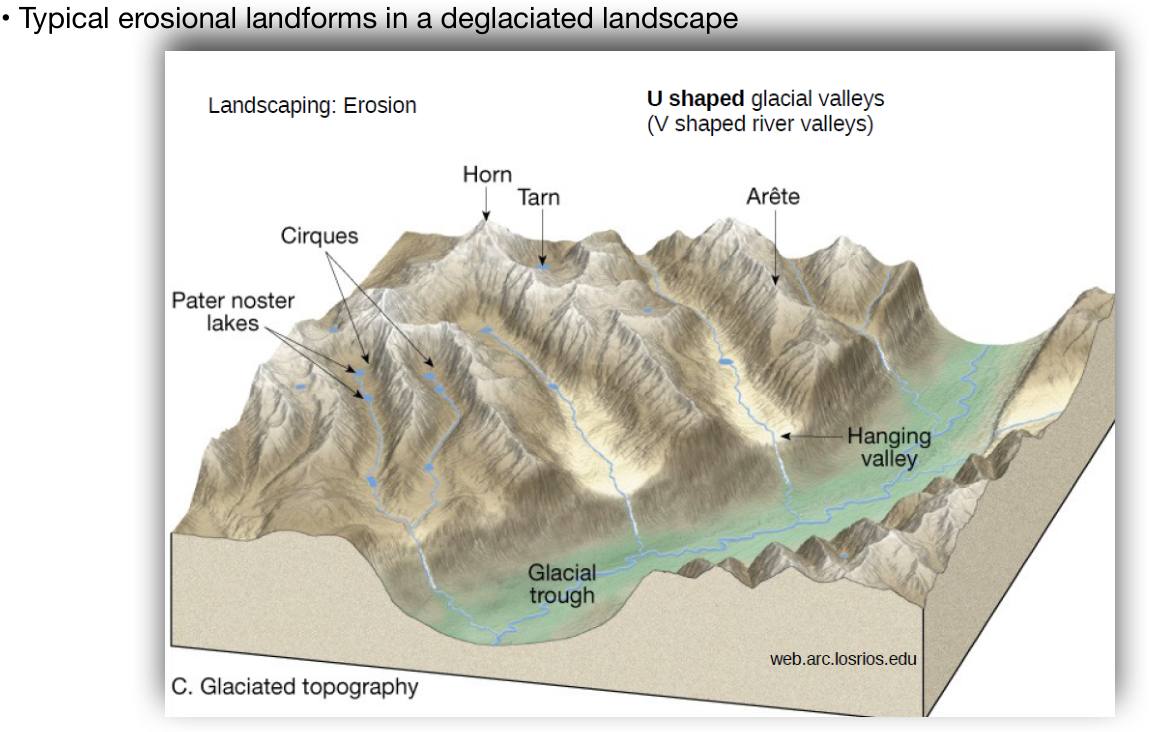 • Typical erosional landforms in a deglaciated landscape
Landscaping: Erosion
U shaped glacial valleys
(V shaped river valleys)
Horn
Tarn
Arête
Cirques
Pater noster
lakes
Hanging
valley
Glacial
trough
web.arc.losrios.edu
C. Glaciated topography